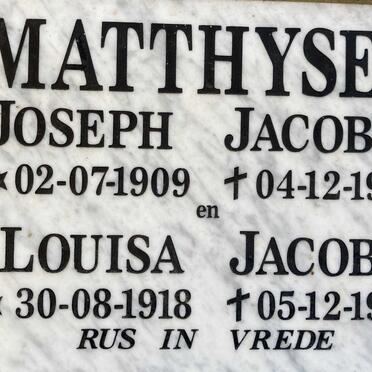 MATTHYSE
JOSEPH JACOB
★ 02-07-1909 ✝ 04-12-19
en
LOUISA JACOB
★ 30-08-1918 ✝ 05-12-19
RUS IN VREDE